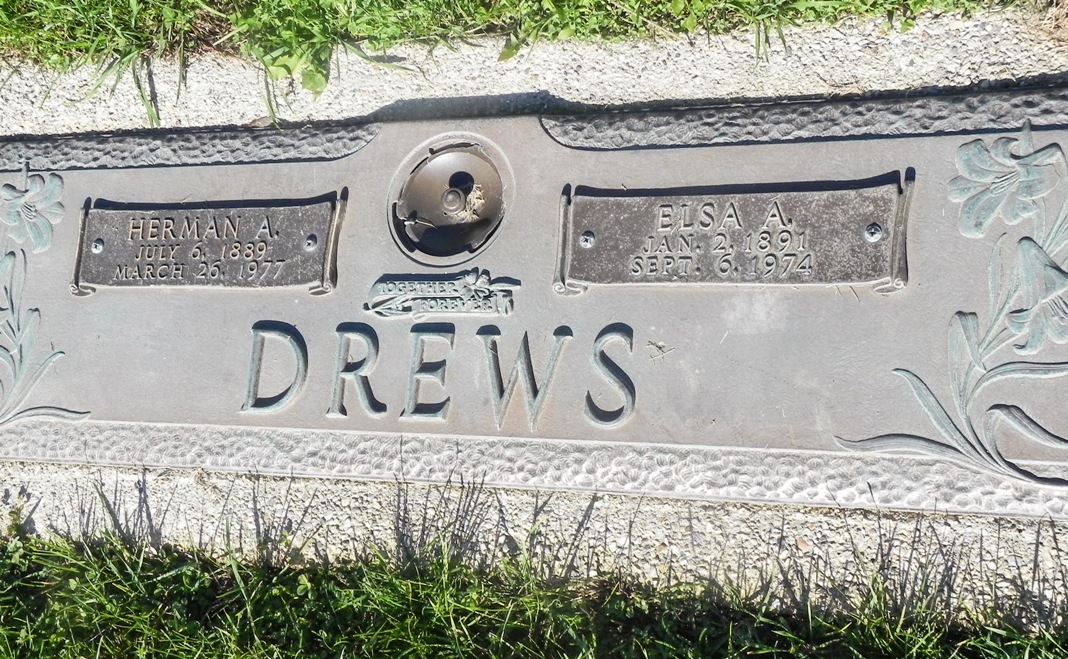 HERMAN A.
JULY 6, 1889
MARCH 26, 1977
ELSA A.
JAN. 2, 1891
SEPT. 6, 1974
TOGETHER
FOREVER
DREWS